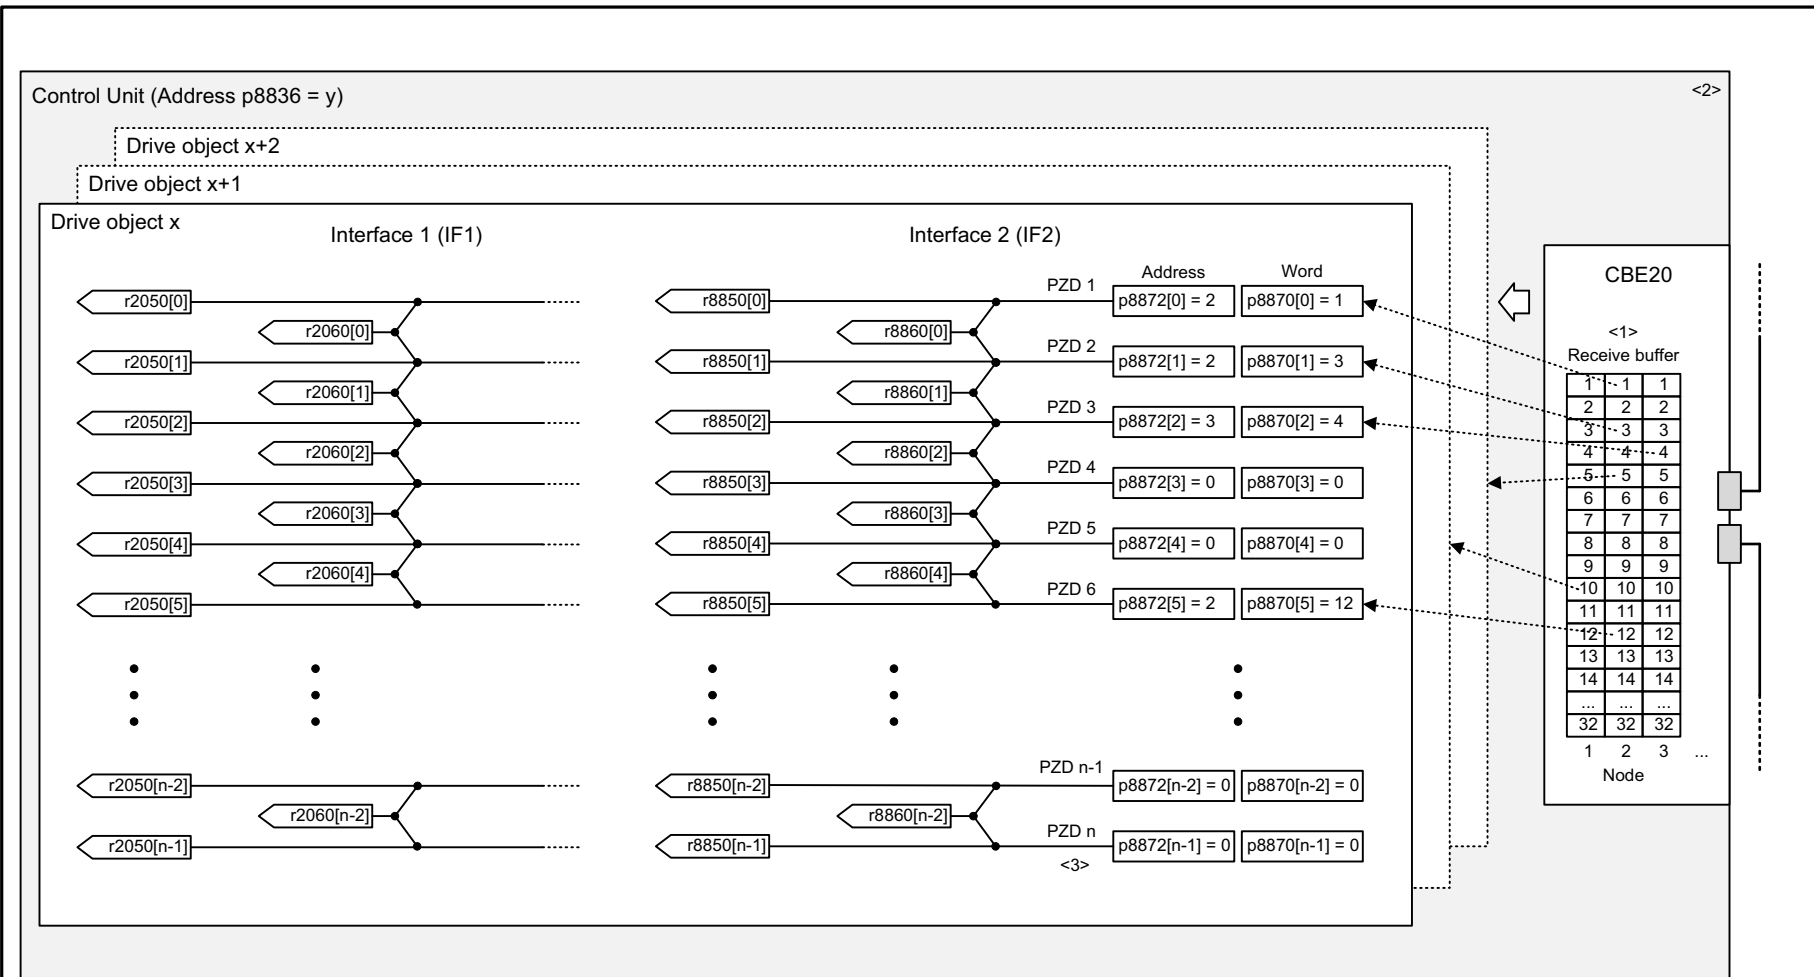 Control Unit (Address p8836 = y)
<2>
Drive object x+2
Drive object x+1
Drive object x
Interface 1 (IF1)
Interface 2 (IF2)
Address
Word
CBE20
r2050[0]
r8850[0]
PZD 1
p8872[0] = 2
p8870[0] = 1
r2060[0]
r8860[0]
<1>
Receive buffer
r2050[1]
r8850[1]
PZD 2
p8872[1] = 2
p8870[1] = 3
r2060[1]
r8860[1]
r2050[2]
r8850[2]
PZD 3
p8872[2] = 3
p8870[2] = 4
r2060[2]
r8860[2]
r2050[3]
r8850[3]
PZD 4
p8872[3] = 0
p8870[3] = 0
r2060[3]
r8860[3]
r2050[4]
r8850[4]
PZD 5
p8872[4] = 0
p8870[4] = 0
r2060[4]
r8860[4]
r2050[5]
r8850[5]
PZD 6
p8872[5] = 2
p8870[5] = 12
r2050[n-2]
r8850[n-2]
PZD n-1
p8872[n-2] = 0
p8870[n-2] = 0
r2060[n-2]
r8860[n-2]
r2050[n-1]
r8850[n-1]
PZD n
p8872[n-1] = 0
p8870[n-1] = 0
<3>
1 1 1
2 2 2
3 3 3
4 4 4
5 5 5
6 6 6
7 7 7
8 8 8
9 9 9
10 10 10
11 11 11
12 12 12
13 13 13
14 14 14
... ... ...
32 32 32
1 2 3 ...
Node